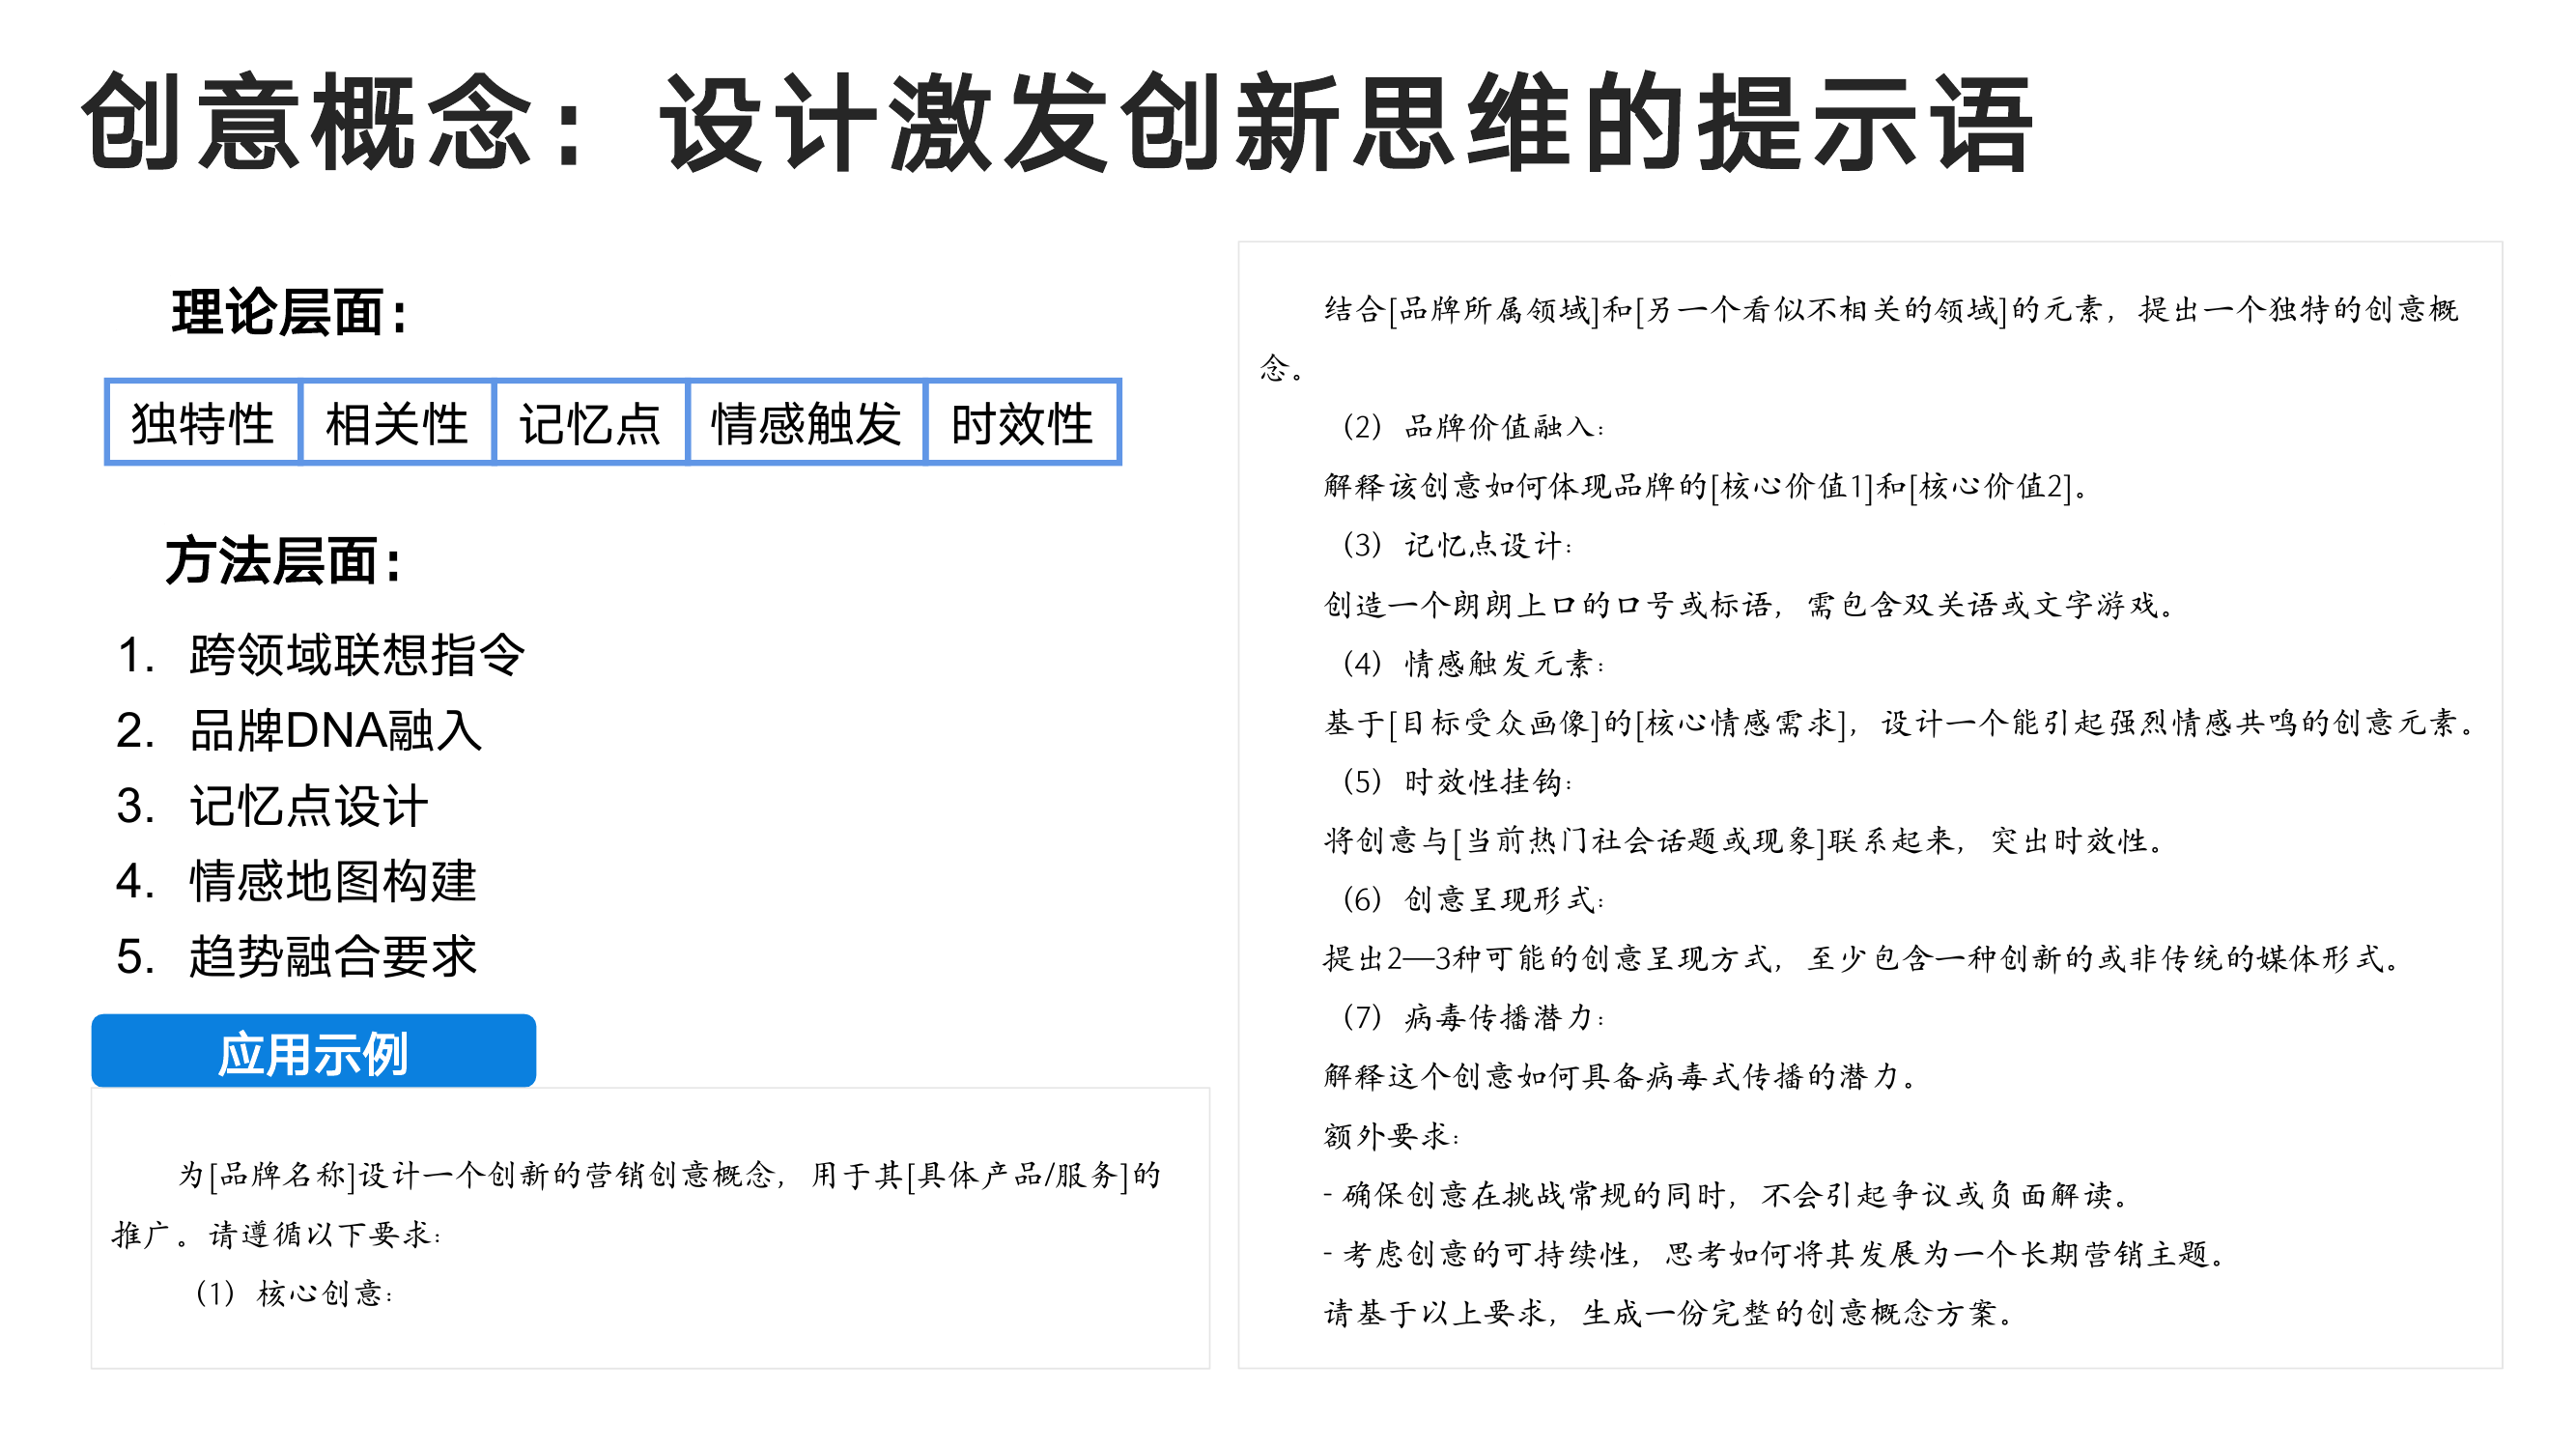 创意概念：设计激发创新思维的提示语
理论层面：
独特性 相关性 记忆点 情感触发 时效性
方法层面：
1. 跨领域联想指令
2. 品牌DNA融入
3. 记忆点设计
4. 情感地图构建
5. 趋势融合要求
应用示例
为[品牌名称]设计一个创新的营销创意概念，用于其[具体产品/服务]的
推广。请遵循以下要求：
（1）核心创意：
结合[品牌所属领域]和[另一个看似不相关的领域]的元素，提出一个独特的创意概
念。
（2）品牌价值融入：
解释该创意如何体现品牌的[核心价值1]和[核心价值2]。
（3）记忆点设计：
创造一个朗朗上口的口号或标语，需包含双关语或文字游戏。
（4）情感触发元素：
基于[目标受众画像]的[核心情感需求]，设计一个能引起强烈情感共鸣的创意元素。
（5）时效性挂钩：
将创意与[当前热门社会话题或现象]联系起来，突出时效性。
（6）创意呈现形式：
提出2—3种可能的创意呈现方式，至少包含一种创新的或非传统的媒体形式。
（7）病毒传播潜力：
解释这个创意如何具备病毒式传播的潜力。
额外要求：
- 确保创意在挑战常规的同时，不会引起争议或负面解读。
- 考虑创意的可持续性，思考如何将其发展为一个长期营销主题。
请基于以上要求，生成一份完整的创意概念方案。